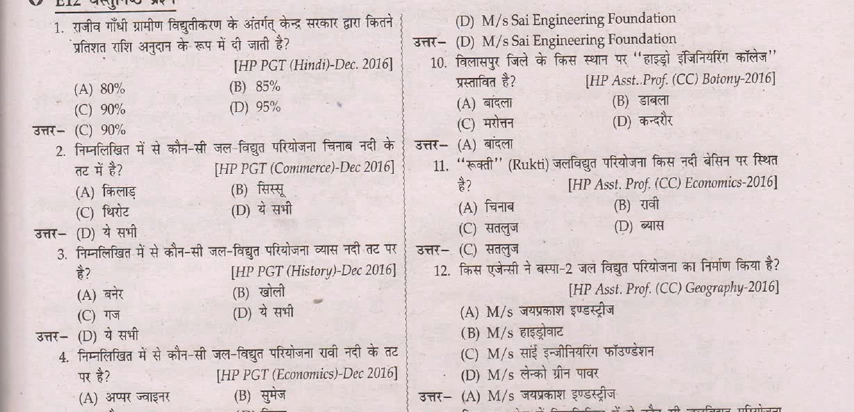 1. राजीव गाँधी ग्रामीण विद्युतीकरण के अंतर्गत् केन्द्र सरकार द्वारा कितने
प्रतिशत राशि अनुदान के रूप में दी जाती है?
[HP PGT (Hindi)-Dec. 2016]
(A) 80% (B) 85%
(C) 90% (D) 95%
उत्तर– (C) 90%
2. निम्नलिखित में से कौन-सी जल-विद्युत परियोजना चिनाब नदी के
तट में है? [HP PGT (Commerce)-Dec 2016]
(A) किलाड़ (B) सिस्सू
(C) थिरोट (D) ये सभी
उत्तर– (D) ये सभी
3. निम्नलिखित में से कौन-सी जल-विद्युत परियोजना व्यास नदी तट पर
है? [HP PGT (History)-Dec 2016]
(A) बनेर (B) खोली
(C) गज (D) ये सभी
उत्तर– (D) ये सभी
4. निम्नलिखित में से कौन-सी जल-विद्युत परियोजना रावी नदी के तट
पर है? [HP PGT (Economics)-Dec 2016]
(A) अप्पर ज्वाइनर (B) सुमेज
(D) M/s Sai Engineering Foundation
उत्तर– (D) M/s Sai Engineering Foundation
10. विलासपुर जिले के किस स्थान पर "हाइड्रो इंजिनियरिंग कॉलेज"
प्रस्तावित है? [HP Asst. Prof. (CC) Botony-2016]
(A) बांदला (B) डाबला
(C) मरोत्तन (D) कन्दरौर
उत्तर– (A) बांदला
11. "रूक्ती" (Rukti) जलविद्युत परियोजना किस नदी बेसिन पर स्थित
है? [HP Asst. Prof. (CC) Economics-2016]
(A) चिनाब (B) रावी
(C) सतलुज (D) ब्यास
उत्तर– (C) सतलुज
12. किस एजेन्सी ने बस्पा-2 जल विद्युत परियोजना का निर्माण किया है?
[HP Asst. Prof. (CC) Geography-2016]
(A) M/s जयप्रकाश इण्डस्ट्रीज
(B) M/s हाइड्रोवाट
(C) M/s सांई इन्जीनियरिंग फॉउण्डेशन
(D) M/s लेन्को ग्रीन पावर
उत्तर– (A) M/s जयप्रकाश इण्डस्ट्रीज